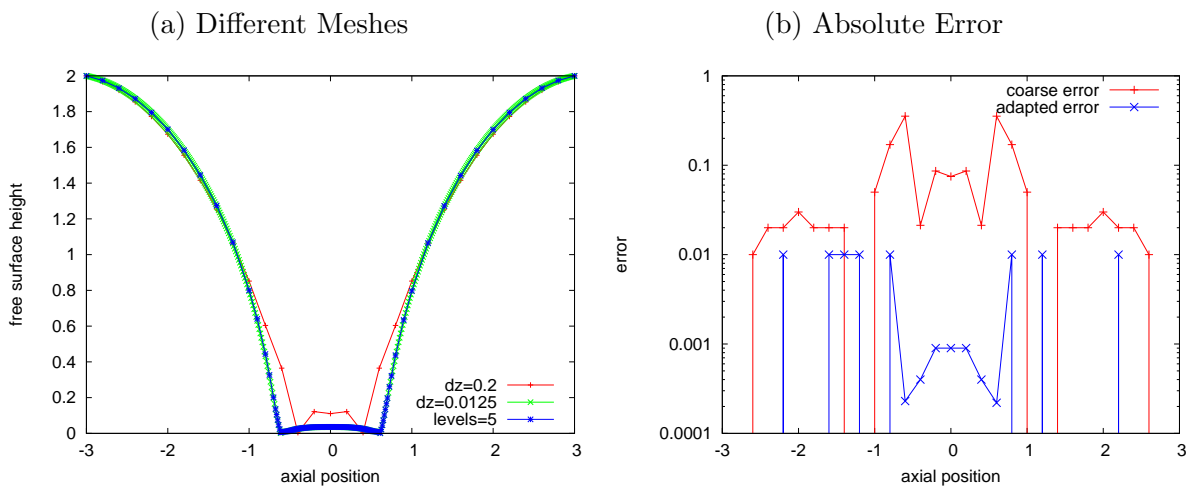 (a) Different Meshes
(b) Absolute Error
free surface height
2
1.8
1.6
1.4
1.2
1
0.8
0.6
0.4
0.2
0
dz=0.2
dz=0.0125
levels=5
-3 -2 -1 0 1 2 3
axial position
error
1
0.1
0.01
0.001
0.0001
coarse error
adapted error
-3 -2 -1 0 1 2 3
axial position